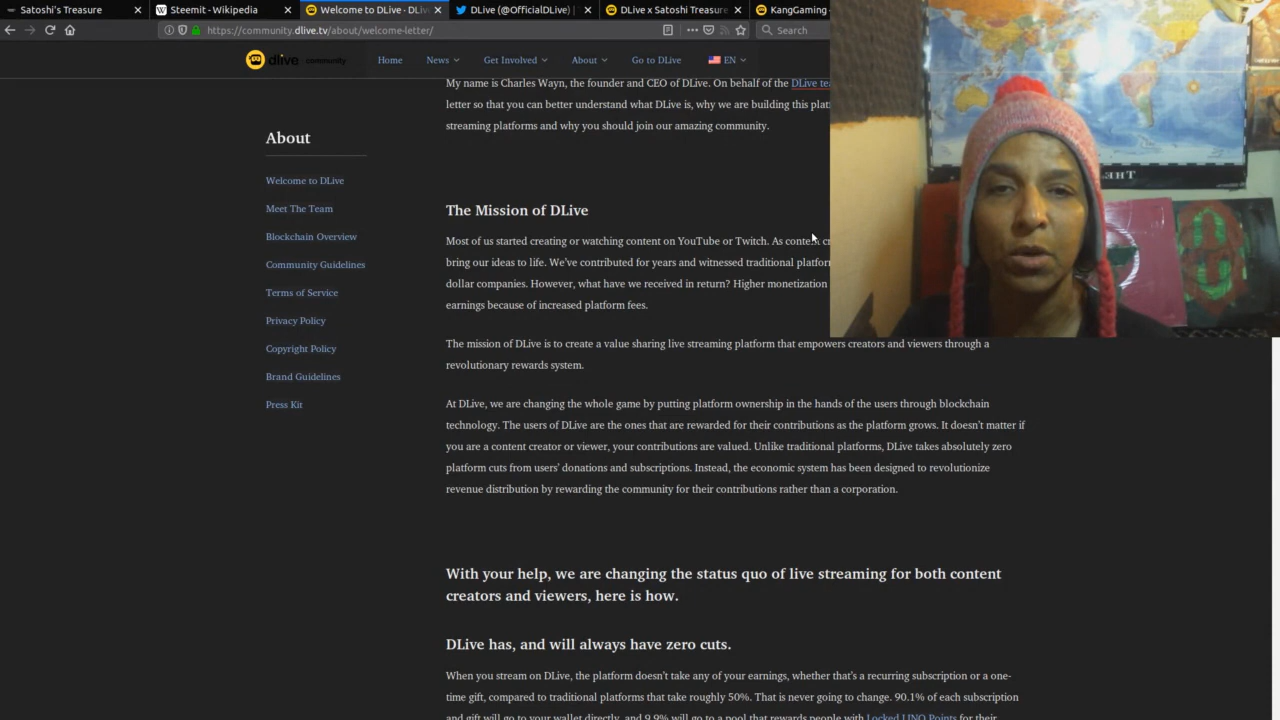 Satoshi's Treasure
Steemit - Wikipedia
Welcome to DLive · DLiv
DLive (@OfficialDLive) |
DLive x Satoshi Treasure
KangGaming
https://community.dlive.tv/about/welcome-letter/
Search
dlive community
Home
News
Get Involved
About
Go to DLive
EN
My name is Charles Wayn, the founder and CEO of DLive. On behalf of the DLive tea
letter so that you can better understand what DLive is, why we are building this plat
streaming platforms and why you should join our amazing community.
About
Welcome to DLive
Meet The Team
Blockchain Overview
Community Guidelines
Terms of Service
Privacy Policy
Copyright Policy
Brand Guidelines
Press Kit
The Mission of DLive
Most of us started creating or watching content on YouTube or Twitch. As content cr
bring our ideas to life. We've contributed for years and witnessed traditional platforr
dollar companies. However, what have we received in return? Higher monetization
earnings because of increased platform fees.
The mission of DLive is to create a value sharing live streaming platform that empowers creators and viewers through a
revolutionary rewards system.
At DLive, we are changing the whole game by putting platform ownership in the hands of the users through blockchain
technology. The users of DLive are the ones that are rewarded for their contributions as the platform grows. It doesn't matter if
you are a content creator or viewer, your contributions are valued. Unlike traditional platforms, DLive takes absolutely zero
platform cuts from users' donations and subscriptions. Instead, the economic system has been designed to revolutionize
revenue distribution by rewarding the community for their contributions rather than a corporation.
With your help, we are changing the status quo of live streaming for both content
creators and viewers, here is how.
DLive has, and will always have zero cuts.
When you stream on DLive, the platform doesn't take any of your earnings, whether that's a recurring subscription or a one-
time gift, compared to traditional platforms that take roughly 50%. That is never going to change. 90.1% of each subscription
and gift will go to your wallet directly, and 9.9% will go to a pool that rewards people with Locked LINO Points for their